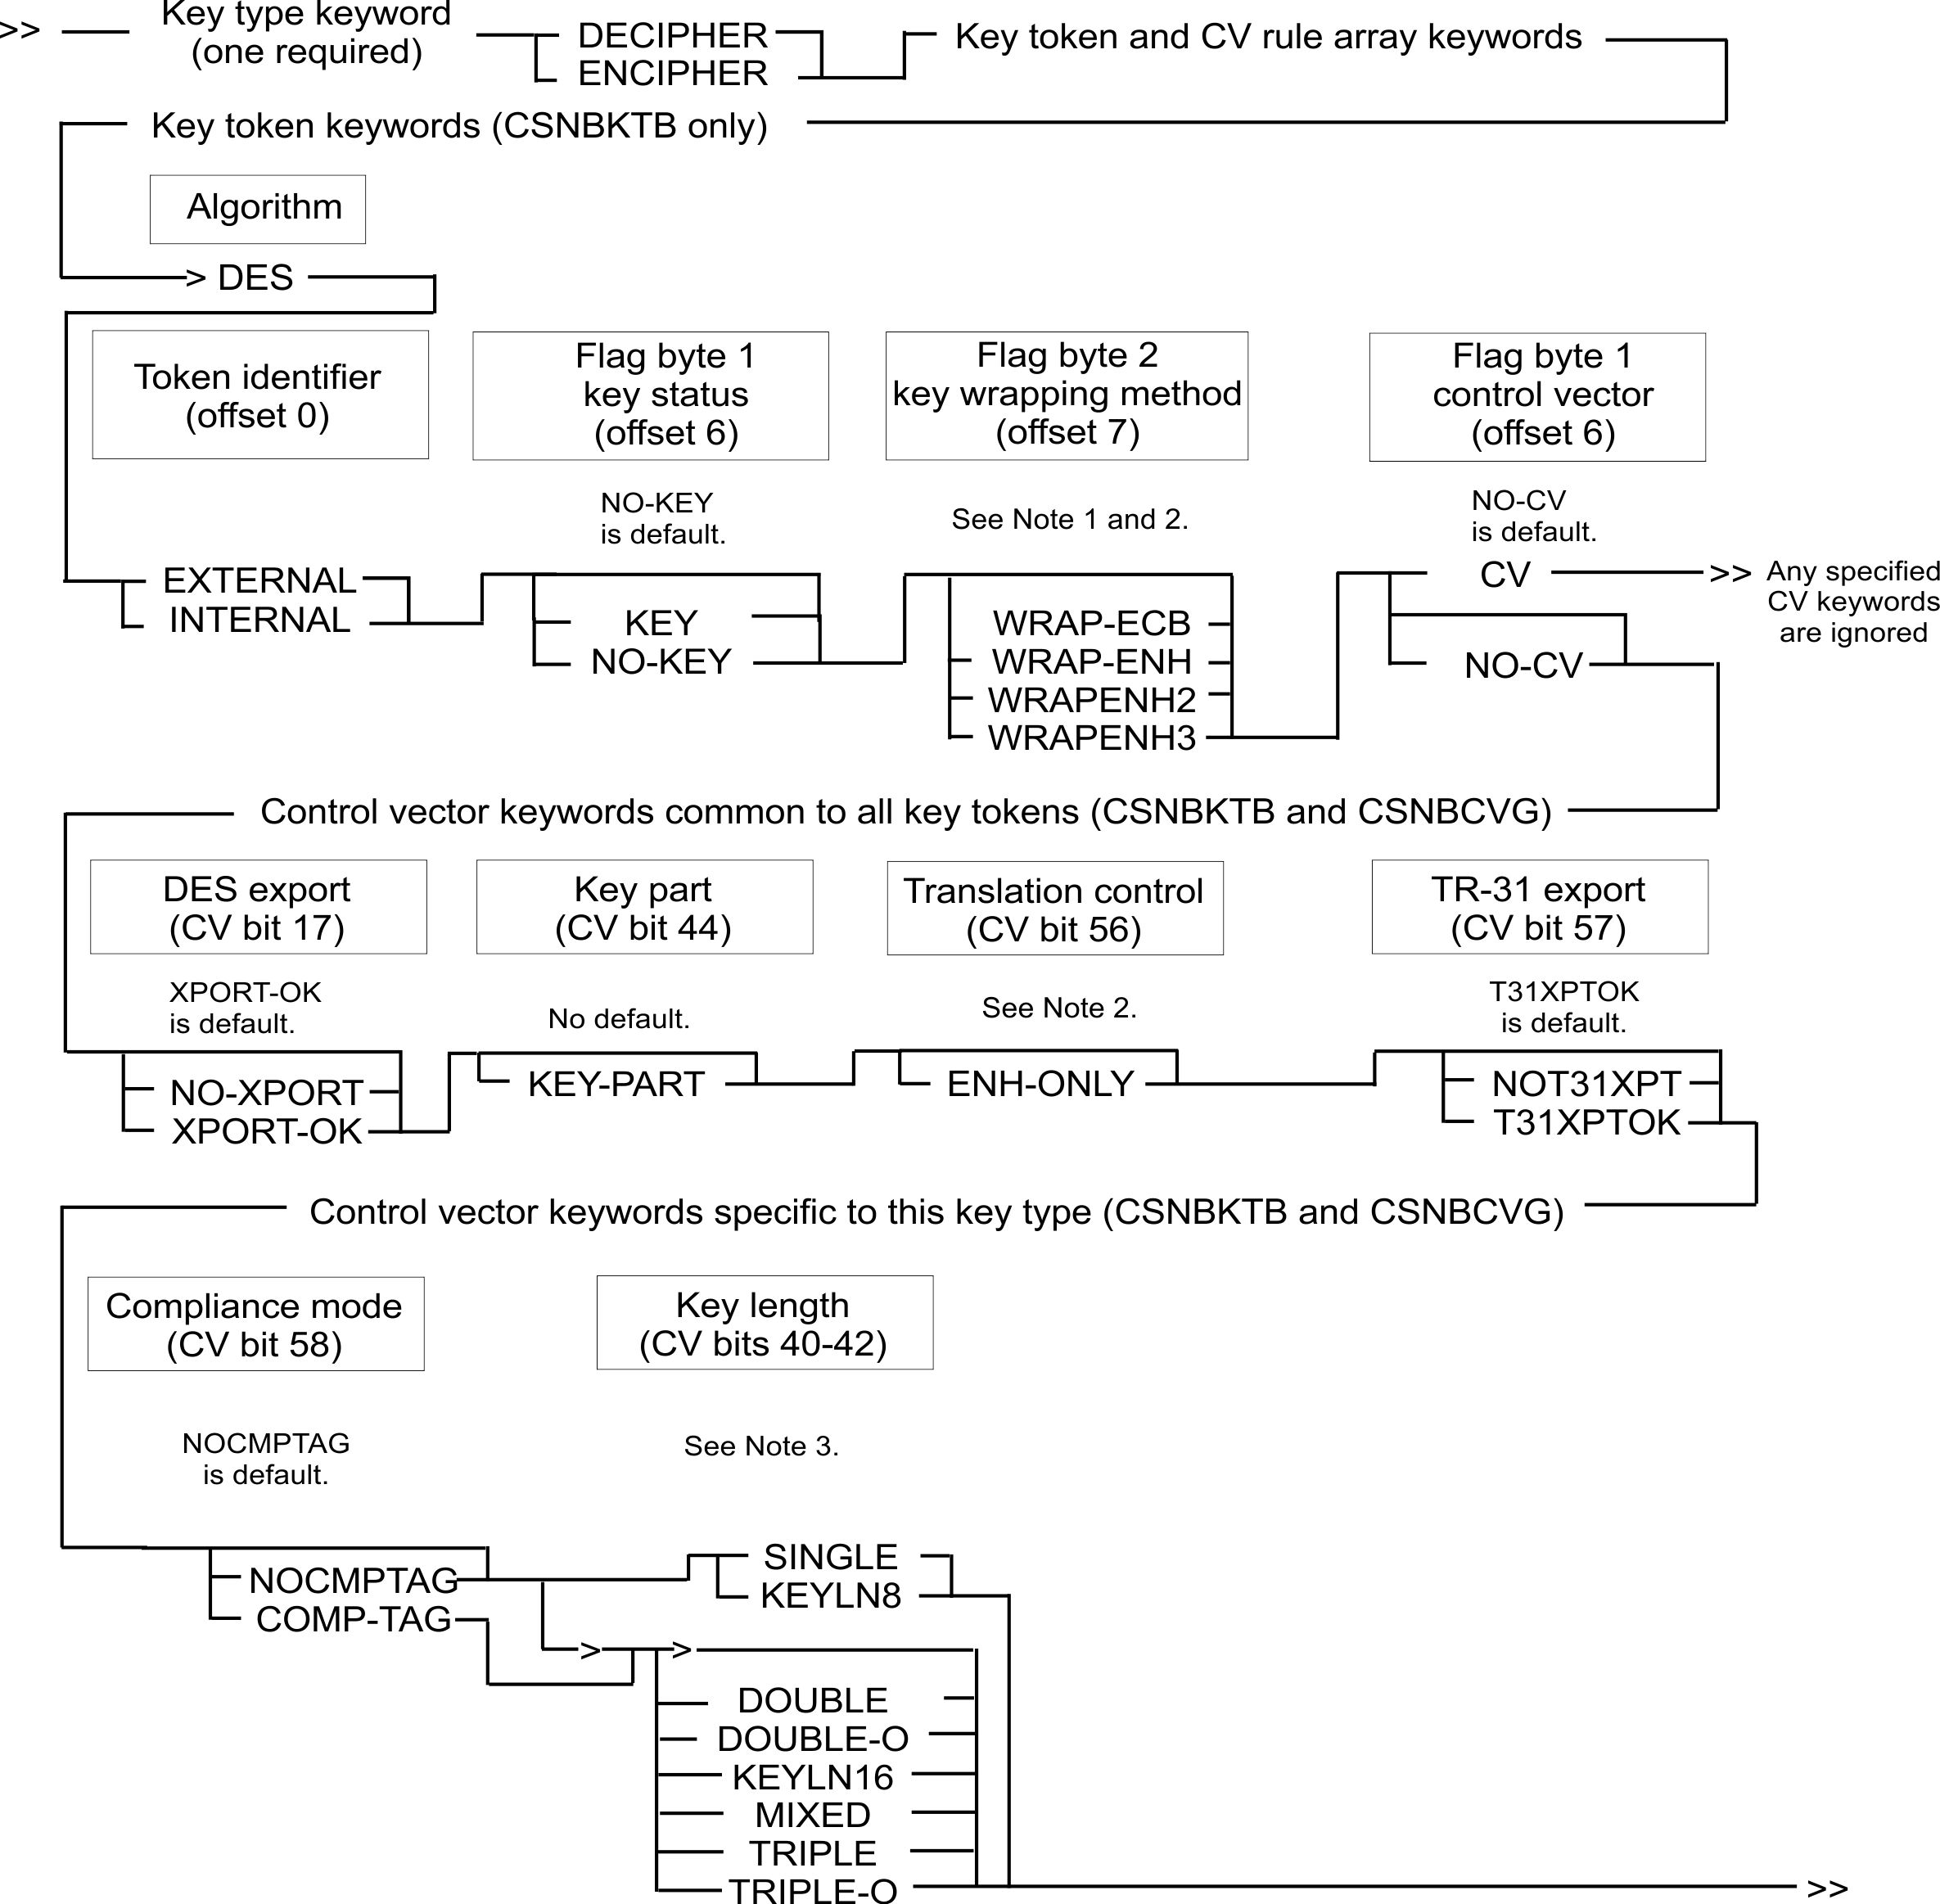 >> Key type keyword
(one required)
DECIPHER
ENCIPHER
Key token and CV rule array keywords
Key token keywords (CSNBKTB only)
Algorithm
> DES
Token identifier
(offset 0)
Flag byte 1
key status
(offset 6)
Flag byte 2
key wrapping method
(offset 7)
Flag byte 1
control vector
(offset 6)
NO-KEY
is default.
See Note 1 and 2.
NO-CV
is default.
EXTERNAL
INTERNAL
KEY
NO-KEY
WRAP-ECB
WRAP-ENH
WRAPENH2
WRAPENH3
CV
NO-CV
>> Any specified
CV keywords
are ignored
Control vector keywords common to all key tokens (CSNBKTB and CSNBCVG)
DES export
(CV bit 17)
Key part
(CV bit 44)
Translation control
(CV bit 56)
TR-31 export
(CV bit 57)
XPORT-OK
is default.
No default.
See Note 2.
T31XPTOK
is default.
NO-XPORT
XPORT-OK
KEY-PART
ENH-ONLY
NOT31XPT
T31XPTOK
Control vector keywords specific to this key type (CSNBKTB and CSNBCVG)
Compliance mode
(CV bit 58)
Key length
(CV bits 40-42)
NOCMPTAG
is default.
See Note 3.
NOCMPTAG
COMP-TAG
SINGLE
KEYLN8
> >
DOUBLE
DOUBLE-O
KEYLN16
MIXED
TRIPLE
TRIPLE-O
>>